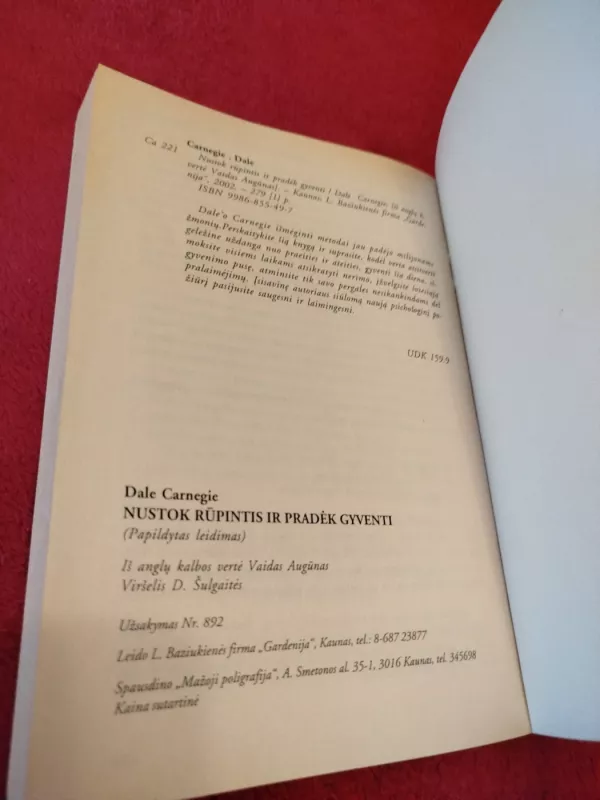 Ca 221
Carnegie . Dale
Nustok rūpintis ir pradėk gyventi / Dale Carnegie; Iš anglų k.
vertė Vaidas Augūnas]. – Kaunas: L. Baziukienės firma „Garde-
nija“, 2002. – 279 [1] p.
ISBN 9986-855-49-7
Dale'o Carnegie išmėginti metodai jau padėjo milijonams
žmonių. Perskaitykite šią knygą ir suprasite, kodėl verta atsitverti
geležine uždanga nuo praeities ir ateities, gyventi šia diena, iš-
moksite visiems laikams atsikratyti nerimo, įžvelgsite šviesiąją
gyvenimo pusę, atminsite tik savo pergales nesikankindami dėl
pralaimėjimų. Įsisavinę autoriaus siūlomą naują psichologinį po-
žiūrį pasijusite saugesni ir laimingesni.
UDK 159.9
Dale Carnegie
NUSTOK RŪPINTIS IR PRADĖK GYVENTI
(Papildytas leidimas)
Iš anglų kalbos vertė Vaidas Augūnas
Viršelis D. Šulgaitės
Užsakymas Nr. 892
Leido L. Baziukienės firma „Gardenija“, Kaunas, tel.: 8-687 23877
Spausdino „Mažoji poligrafija“, A. Smetonos al. 35-1, 3016 Kaunas, tel. 345698
Kaina sutartinė